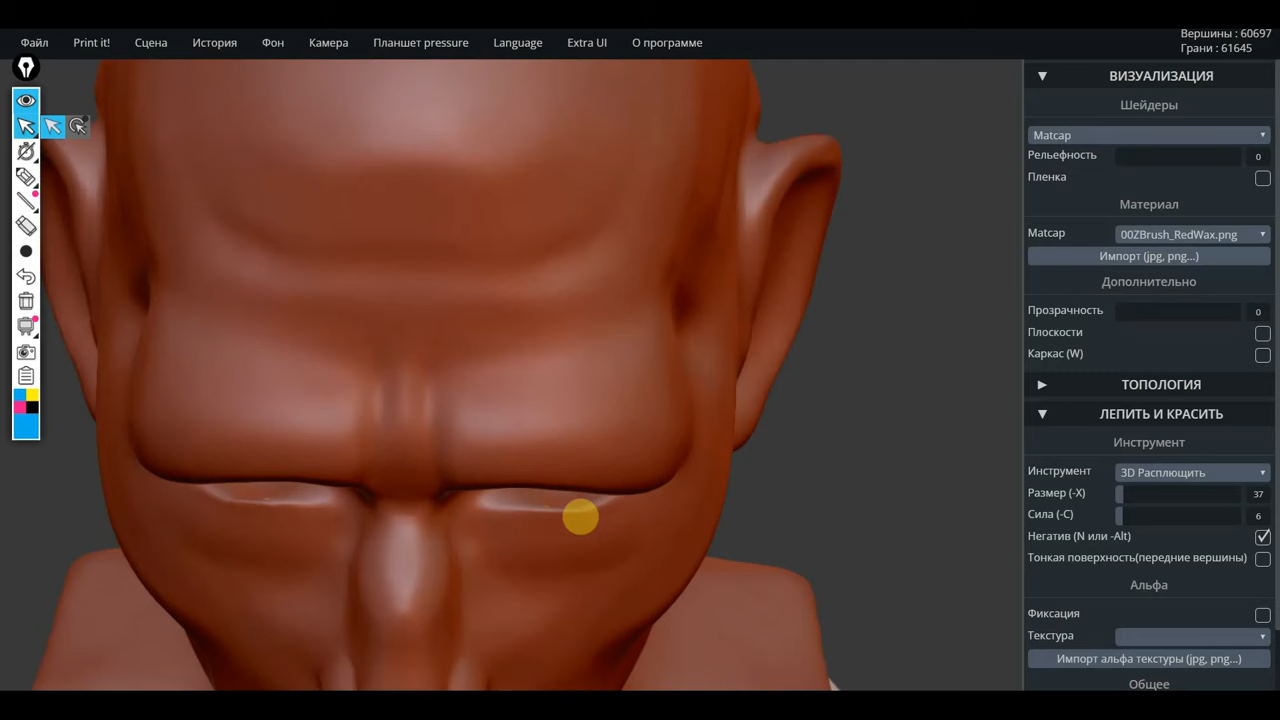 Файл Print it! Сцена История Фон Камера Планшет pressure Language Extra UI О программе
Вершины : 60697
Грани : 61645
ВИЗУАЛИЗАЦИЯ
Шейдеры
Matcap
Рельефность 0
Пленка
Материал
Matcap 00ZBrush_RedWax.png
Импорт (jpg, png...)
Дополнительно
Прозрачность 0
Плоскости
Каркас (W)
ТОПОЛОГИЯ
ЛЕПИТЬ И КРАСИТЬ
Инструмент
Инструмент 3D Расплющить
Размер (-X) 37
Сила (-C) 6
Негатив (N или -Alt)
Тонкая поверхность(передние вершины)
Альфа
Фиксация
Текстура
Импорт альфа текстуры (jpg, png...)
Общее